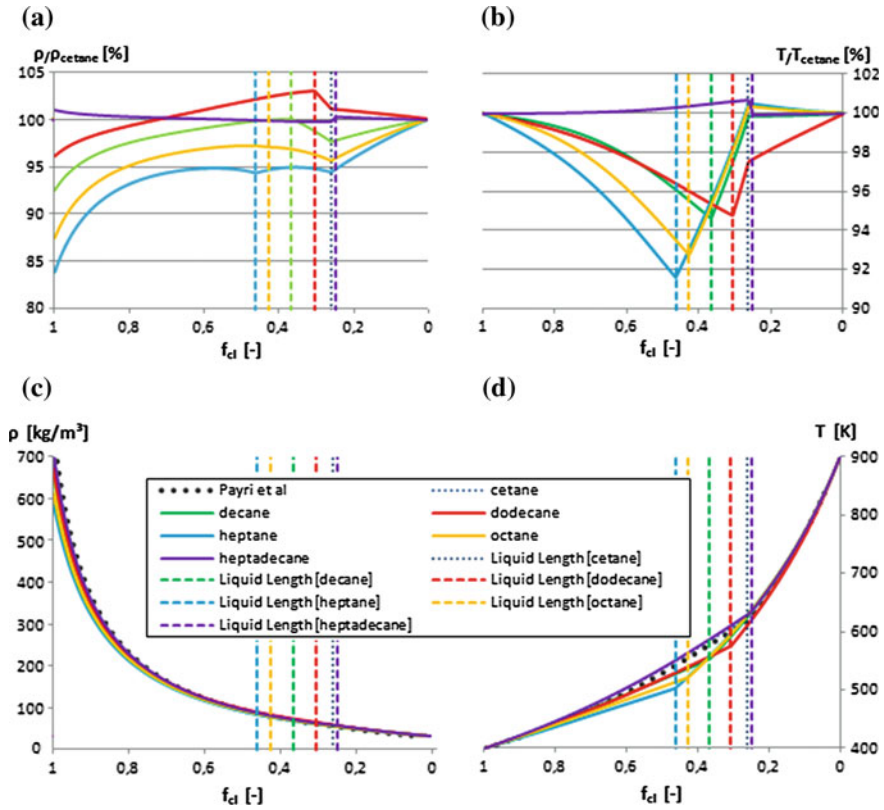 (a)
ρ/ρcetane [%]
105
100
95
90
85
80
1
0,8
0,6
0,4
0,2
0
fcl [-]
(b)
T/Tcetane [%]
102
100
98
96
94
92
90
1
0,8
0,6
0,4
0,2
0
fcl [-]
(c)
ρ [kg/m³]
700
600
500
400
300
200
100
0
1
0,8
0,6
0,4
0,2
0
fcl [-]
(d)
T [K]
900
800
700
600
500
400
1
0,8
0,6
0,4
0,2
0
fcl [-]
Payri et al
cetane
decane
dodecane
heptane
octane
heptadecane
Liquid Length [cetane]
Liquid Length [decane]
Liquid Length [dodecane]
Liquid Length [heptane]
Liquid Length [octane]
Liquid Length [heptadecane]